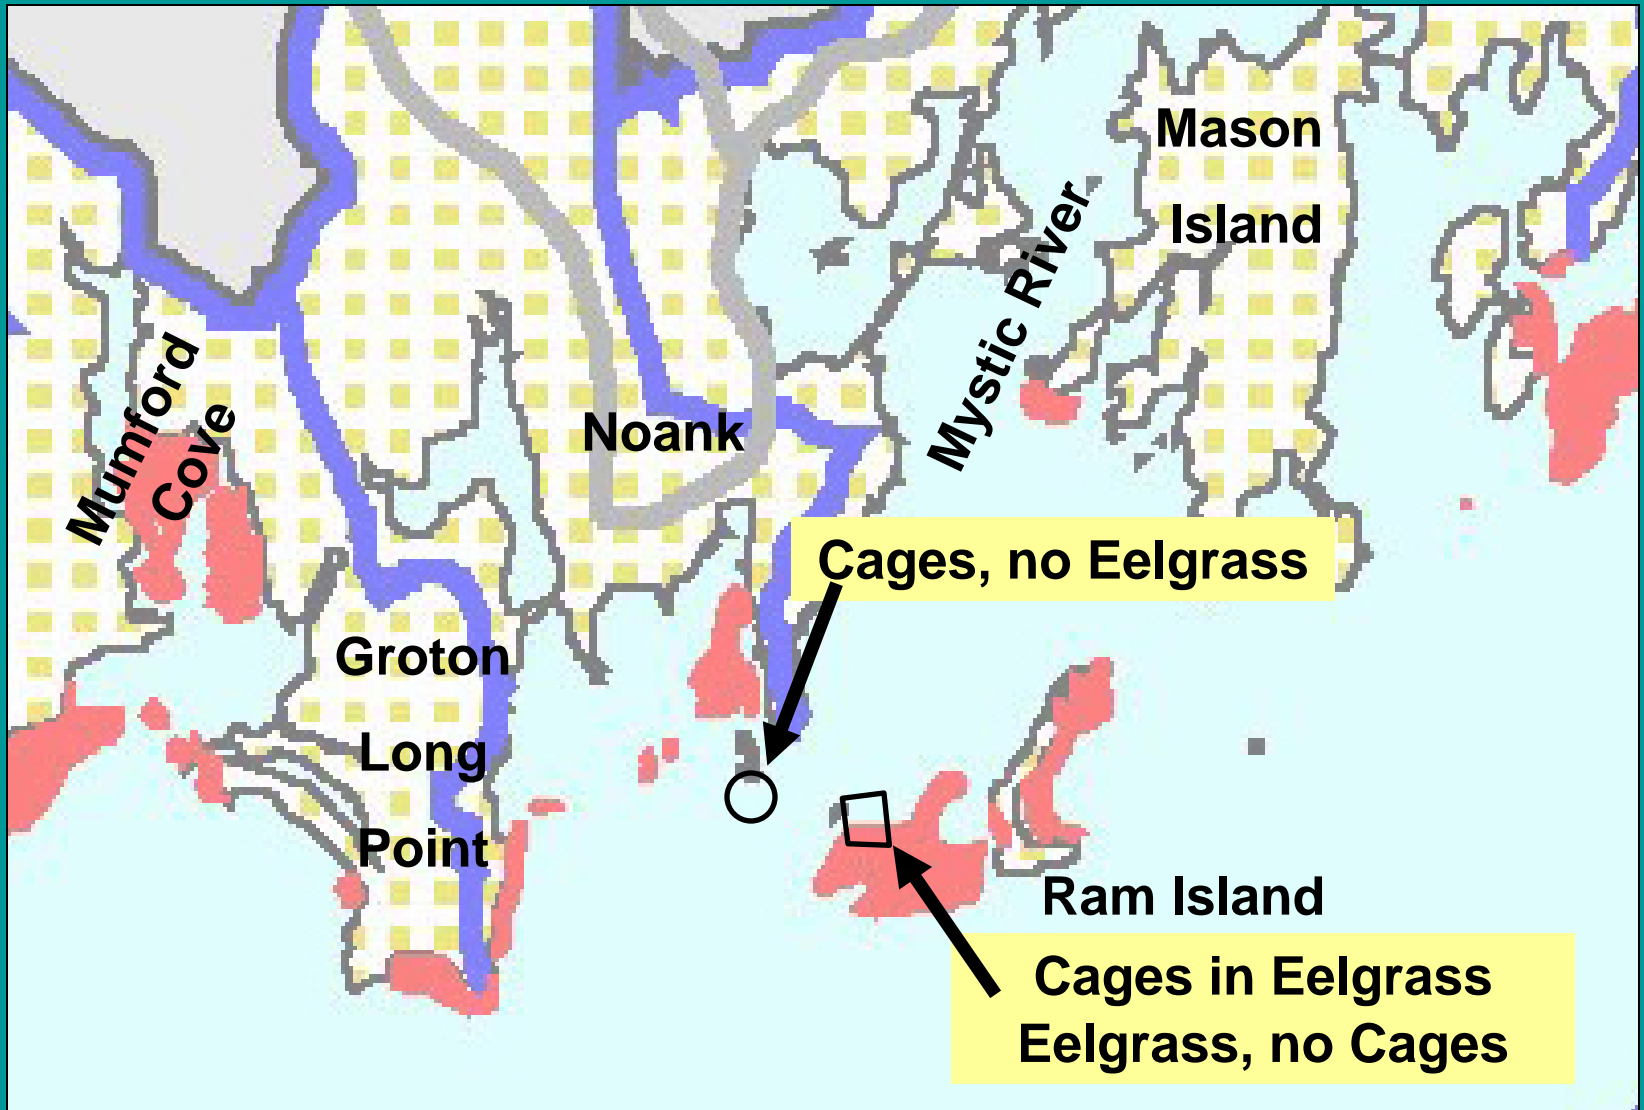 Mason
Island
Mystic River
Mumford
Cove
Noank
Cages, no Eelgrass
Groton
Long
Point
Ram Island
Cages in Eelgrass
Eelgrass, no Cages